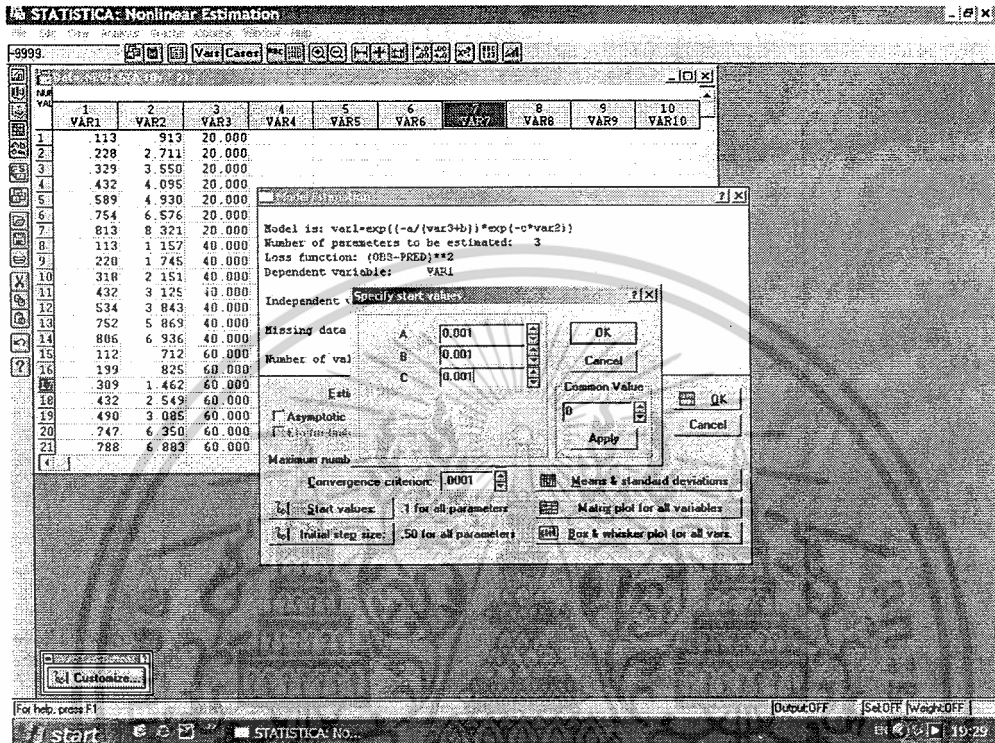 STATISTICA: Nonlinear Estimation
-9999.
Vars Cases
1 2 3 4 5 6 7 8 9 10
VAR1 VAR2 VAR3 VAR4 VAR5 VAR6 VAR7 VAR8 VAR9 VAR10
1 .113 .913 20.000
2 .228 2.711 20.000
3 .329 3.550 20.000
4 .432 4.095 20.000
5 .589 4.930 20.000
6 .754 6.576 20.000
7 .813 8.321 20.000
8 .113 1.157 40.000
9 .220 1.745 40.000
10 .318 2.151 40.000
11 .432 3.125 40.000
12 .534 3.843 40.000
13 .752 5.869 40.000
14 .806 6.936 40.000
15 .112 .712 60.000
16 .199 .825 60.000
.309 1.462 60.000
18 .432 2.549 60.000
19 .490 3.085 60.000
20 .747 6.350 60.000
21 .788 6.883 60.000
Model Estimation
Model is: var1=exp((-a/(var3+b))*exp(-c*var2))
Number of parameters to be estimated: 3
Loss function: (OBS-PRED)**2
Dependent variable: VAR1
Independent
Missing data
Number of val
Esti
Asymptotic
Maximum numb
Specify start values
A 0.001
B 0.001
C 0.001
OK
Cancel
Common Value
0
Apply
OK
Cancel
Convergence criterion: .0001
Means & standard deviations
Start values: .1 for all parameters
Matrix plot for all variables
Initial step size: .50 for all parameters
Box & whisker plot for all vars.
Customize...
For help, press F1
Output:OFF Sel:OFF Weight:OFF
start
STATISTICA: No...
EN 19:29